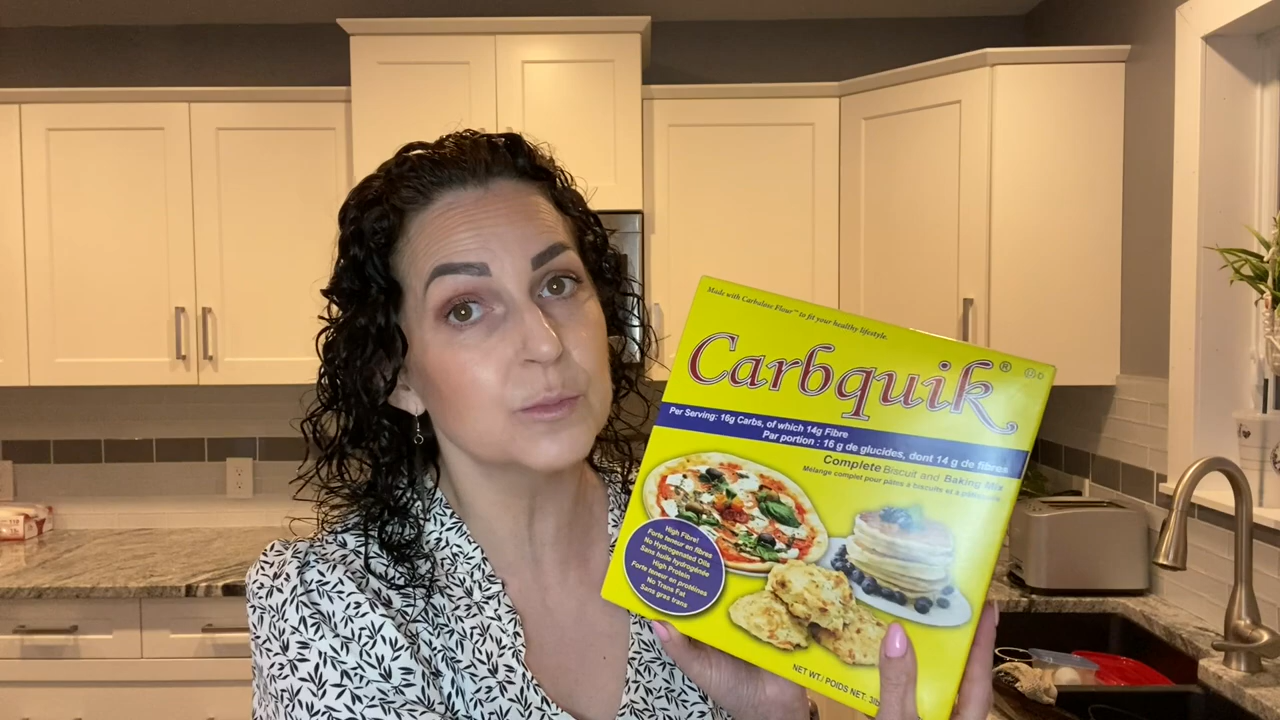 Made with Carbalose Flour™ to fit your healthy lifestyle.
Carbquik®
Per Serving: 16g Carbs, of which 14g Fibre
Par portion : 16 g de glucides, dont 14 g de fibres
Complete Biscuit and Baking Mix
Mélange complet pour pâtes à biscuits et à pâtisserie
High Fibre!
Forte teneur en fibres
No Hydrogenated Oils
Sans huile hydrogénée
High Protein
Forte teneur en protéines
No Trans Fat
Sans gras trans
NET WT./ POIDS NET: 3lb